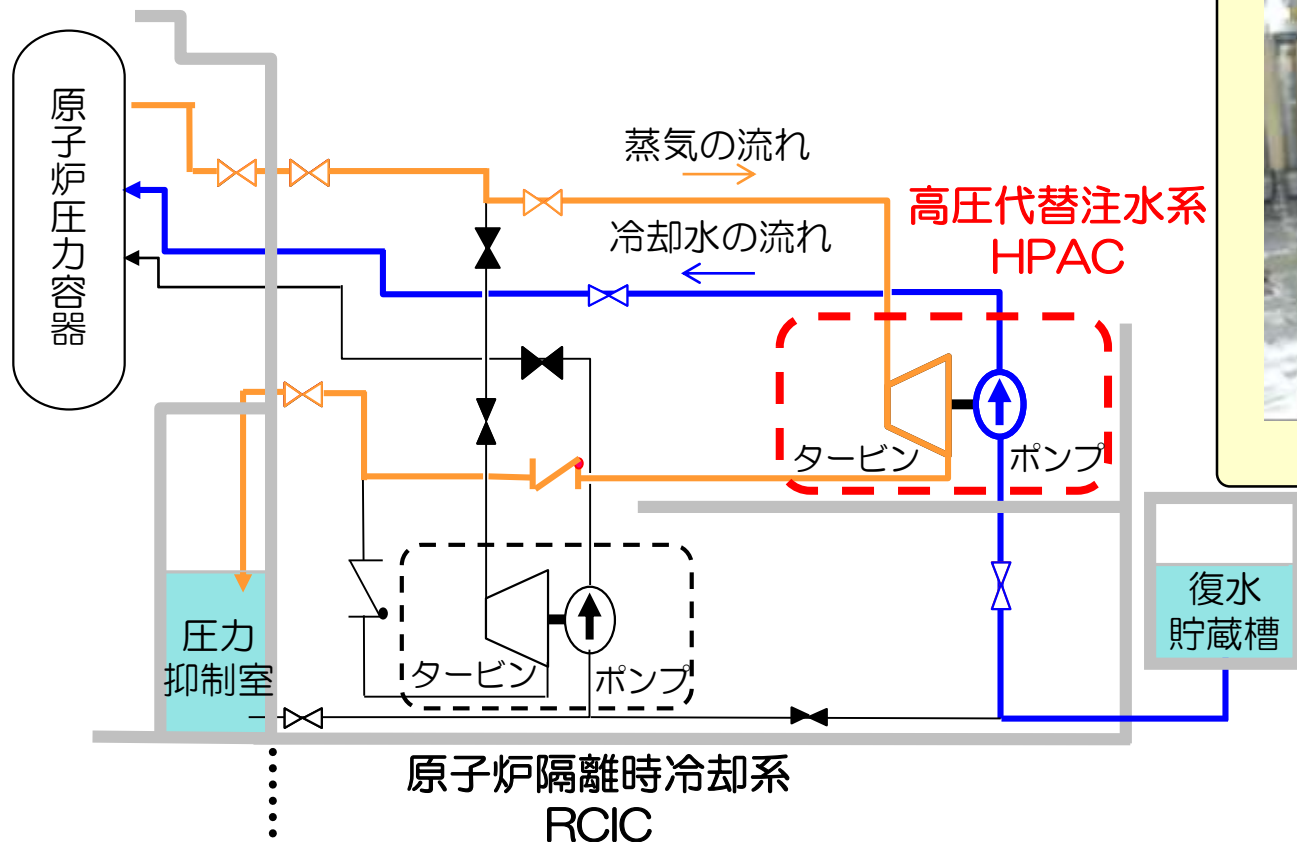 原子炉圧力容器
蒸気の流れ
高圧代替注水系
HPAC
冷却水の流れ
タービン
ポンプ
復水
貯蔵槽
圧力
抑制室
タービン
ポンプ
原子炉隔離時冷却系
RCIC